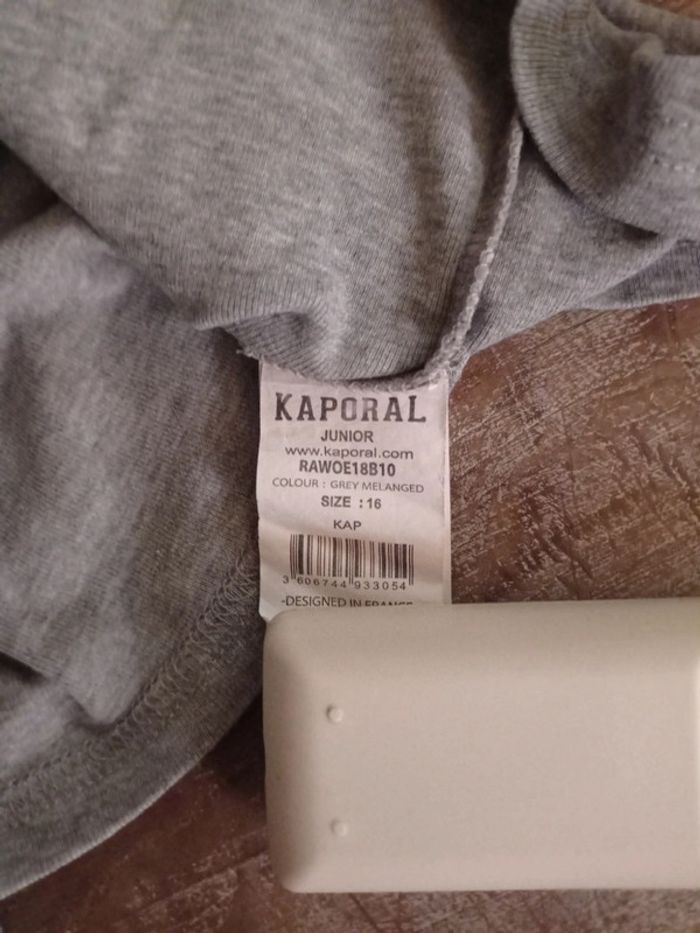 KAPORAL
JUNIOR
www.kaporal.com
RAWOE18B10
COLOUR : GREY MELANGED
SIZE : 16
KAP
3 606744 933054
-DESIGNED IN FRANCE